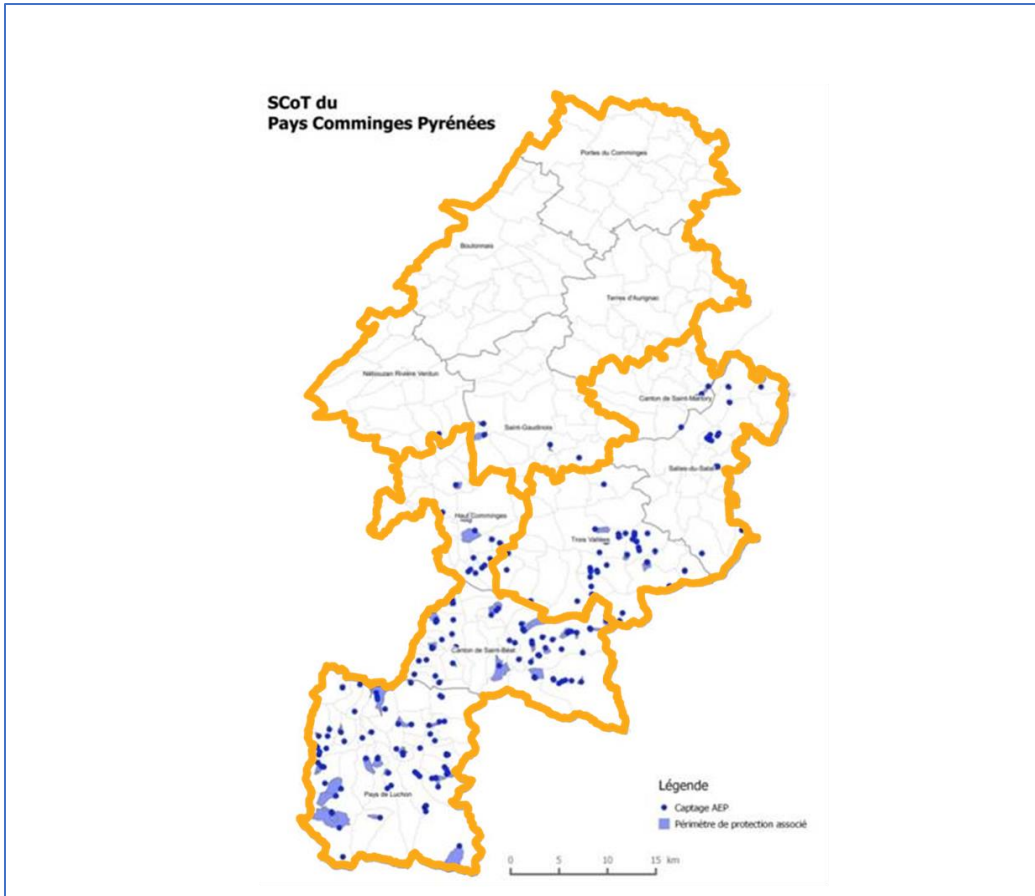 SCoT du
Pays Comminges Pyrénées
Portes du Comminges
Boulonnais
Terres d'Aurignac
Nébouzan Rivière Verdun
Canton de Saint-Martory
Saint-Gaudinois
Salies-du-Salat
Haut Comminges
Trois Vallées
Canton de Saint-Béat
Pays de Luchon
Légende
Captage AEP
Périmètre de protection associé
0 5 10 15 km